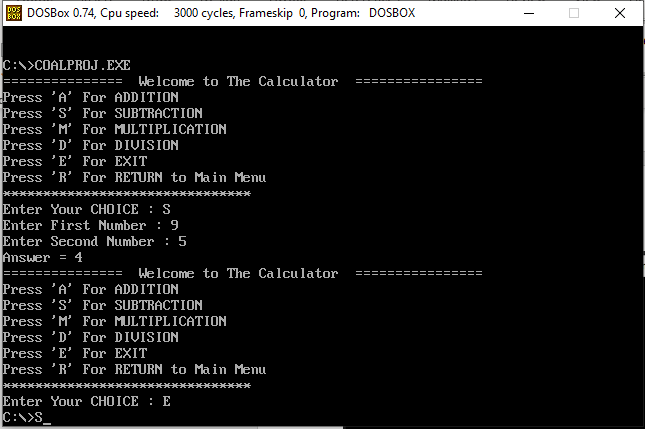 DOS BOX DOSBox 0.74, Cpu speed: 3000 cycles, Frameskip 0, Program: DOSBOX
C:\>COALPROJ.EXE
=============== Welcome to The Calculator ================
Press 'A' For ADDITION
Press 'S' For SUBTRACTION
Press 'M' For MULTIPLICATION
Press 'D' For DIVISION
Press 'E' For EXIT
Press 'R' For RETURN to Main Menu
*******************************
Enter Your CHOICE : S
Enter First Number : 9
Enter Second Number : 5
Answer = 4
=============== Welcome to The Calculator ================
Press 'A' For ADDITION
Press 'S' For SUBTRACTION
Press 'M' For MULTIPLICATION
Press 'D' For DIVISION
Press 'E' For EXIT
Press 'R' For RETURN to Main Menu
*******************************
Enter Your CHOICE : E
C:\>S_